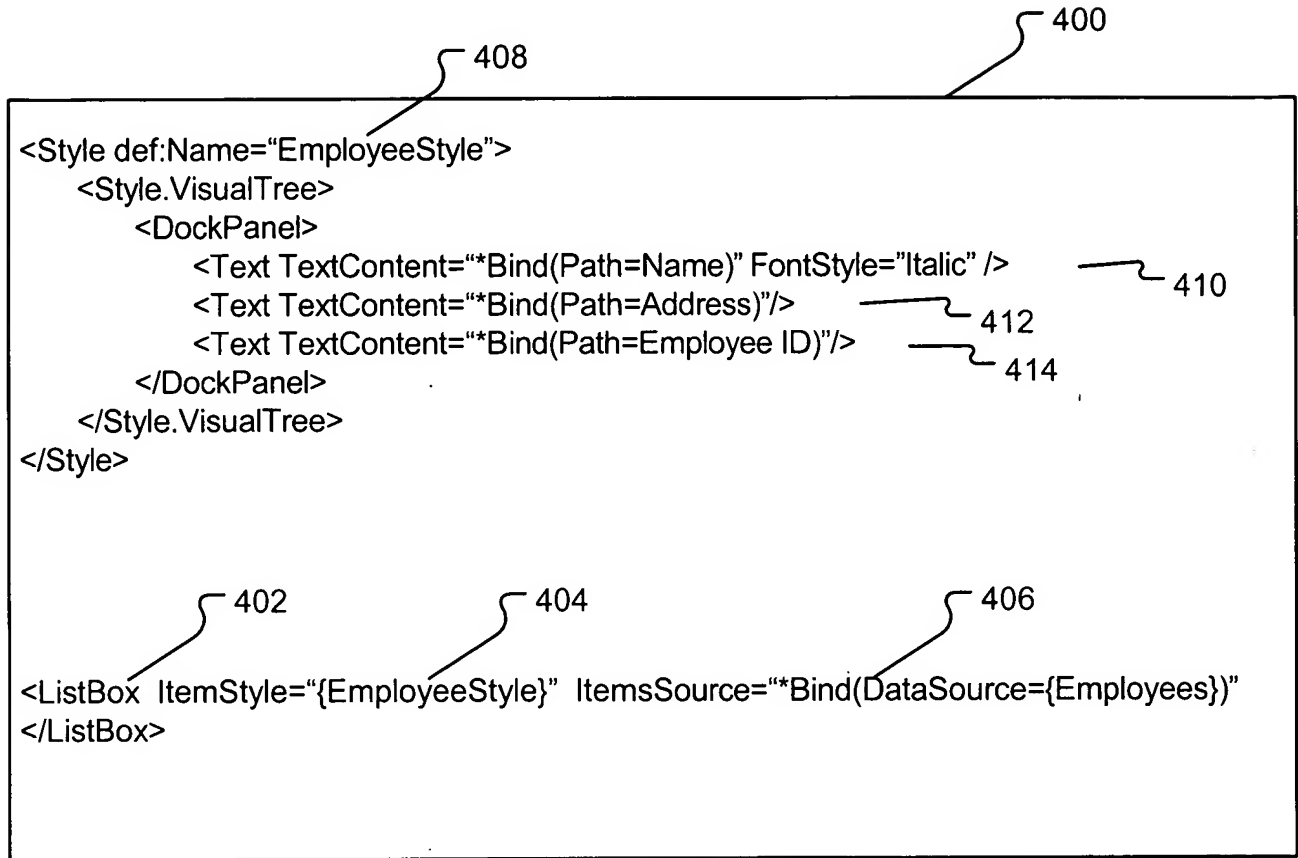 400
408
<Style def:Name=“EmployeeStyle”>
<Style.VisualTree>
<DockPanel>
<Text TextContent=“*Bind(Path=Name)” FontStyle=”Italic” />
410
<Text TextContent=“*Bind(Path=Address)”/>
412
<Text TextContent=“*Bind(Path=Employee ID)”/>
414
</DockPanel>
</Style.VisualTree>
</Style>
402
404
406
<ListBox ItemStyle=“{EmployeeStyle}” ItemsSource=“*Bind(DataSource={Employees})”
</ListBox>